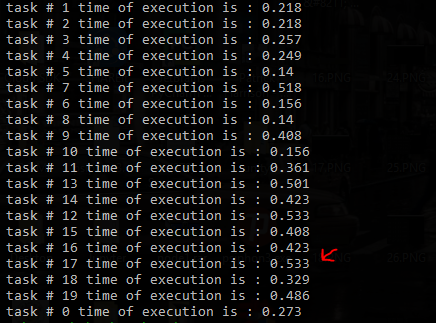 task # 1 time of execution is : 0.218
task # 2 time of execution is : 0.218
task # 3 time of execution is : 0.257
task # 4 time of execution is : 0.249
task # 5 time of execution is : 0.14
task # 7 time of execution is : 0.518
task # 6 time of execution is : 0.156
task # 8 time of execution is : 0.14
task # 9 time of execution is : 0.408
task # 10 time of execution is : 0.156
task # 11 time of execution is : 0.361
task # 13 time of execution is : 0.501
task # 14 time of execution is : 0.423
task # 12 time of execution is : 0.533
task # 15 time of execution is : 0.408
task # 16 time of execution is : 0.423
task # 17 time of execution is : 0.533
task # 18 time of execution is : 0.329
task # 19 time of execution is : 0.486
task # 0 time of execution is : 0.273